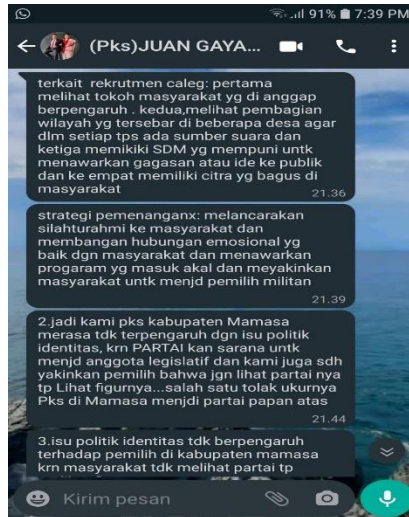 91% 7:39 PM
(Pks)JUAN GAYA...
terkait rekrutmen caleg: pertama
melihat tokoh masyarakat yg di anggap
berpengaruh . kedua,melihat pembagian
wilayah yg tersebar di beberapa desa agar
dlm setiap tps ada sumber suara dan
ketiga memikiki SDM yg mempuni untk
menawarkan gagasan atau ide ke publik
dan ke empat memiliki citra yg bagus di
masyarakat
21.36
strategi pemenanganx: melancarakan
silahturahmi ke masyarakat dan
membangan hubungan emosional yg
baik dgn masyarakat dan menawarkan
progaram yg masuk akal dan meyakinkan
masyarakat untk menjd pemilih militan
21.39
2.jadi kami pks kabupaten Mamasa
merasa tdk terpengaruh dgn isu politik
identitas, krn PARTAI kan sarana untk
menjd anggota legislatif dan kami juga sdh
yakinkan pemilih bahwa jgn lihat partai nya
tp Lihat figurnya...salah satu tolak ukurnya
Pks di Mamasa menjdi partai papan atas
21.44
3.isu politik identitas tdk berpengaruh
terhadap pemilih di kabupaten mamasa
krn masyarakat tdk melihat partai tp
Kirim pesan